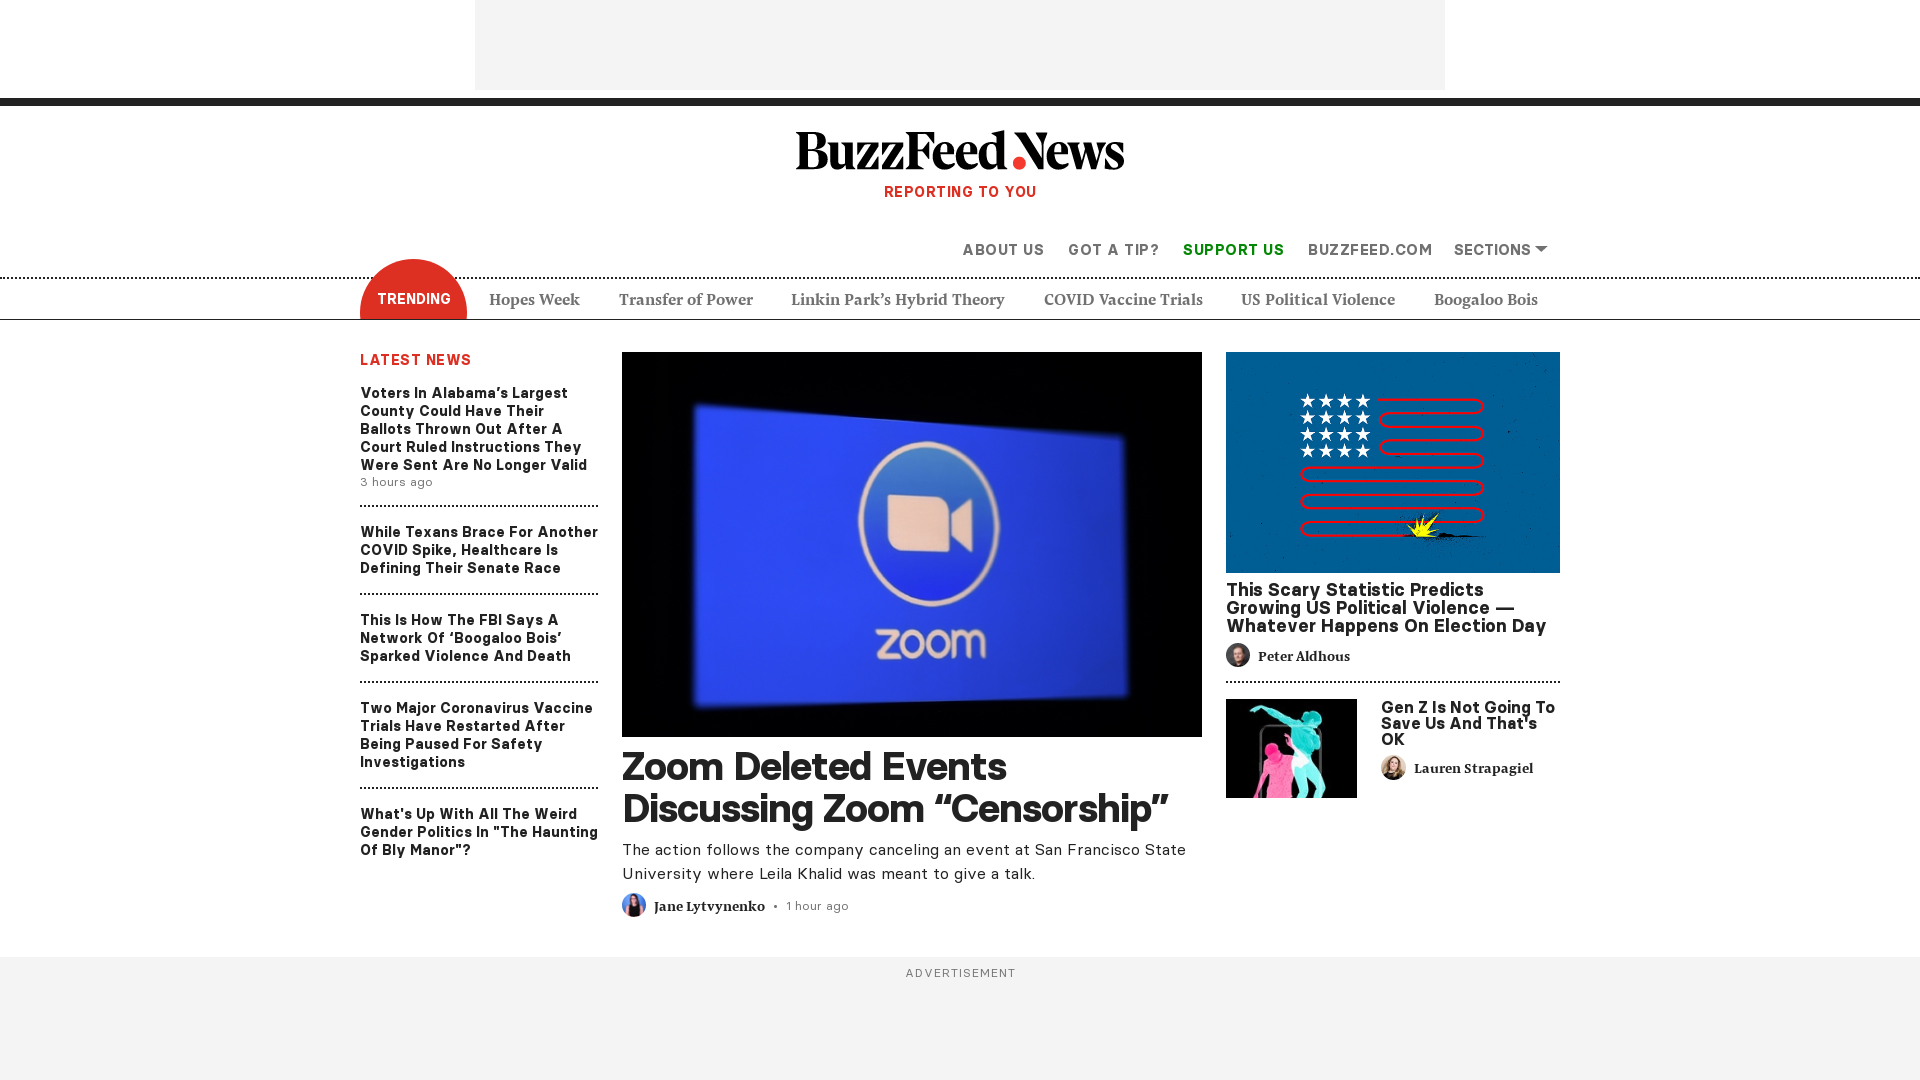 BuzzFeed News
REPORTING TO YOU
ABOUT US
GOT A TIP?
SUPPORT US
BUZZFEED.COM
SECTIONS
TRENDING
Hopes Week
Transfer of Power
Linkin Park’s Hybrid Theory
COVID Vaccine Trials
US Political Violence
Boogaloo Bois
LATEST NEWS
Voters In Alabama’s Largest
County Could Have Their
Ballots Thrown Out After A
Court Ruled Instructions They
Were Sent Are No Longer Valid
3 hours ago
While Texans Brace For Another
COVID Spike, Healthcare Is
Defining Their Senate Race
This Is How The FBI Says A
Network Of ‘Boogaloo Bois’
Sparked Violence And Death
Two Major Coronavirus Vaccine
Trials Have Restarted After
Being Paused For Safety
Investigations
What's Up With All The Weird
Gender Politics In "The Haunting
Of Bly Manor"?
zoom
Zoom Deleted Events
Discussing Zoom “Censorship”
The action follows the company canceling an event at San Francisco State
University where Leila Khalid was meant to give a talk.
Jane Lytvynenko • 1 hour ago
This Scary Statistic Predicts
Growing US Political Violence —
Whatever Happens On Election Day
Peter Aldhous
Gen Z Is Not Going To
Save Us And That's
OK
Lauren Strapagiel
ADVERTISEMENT